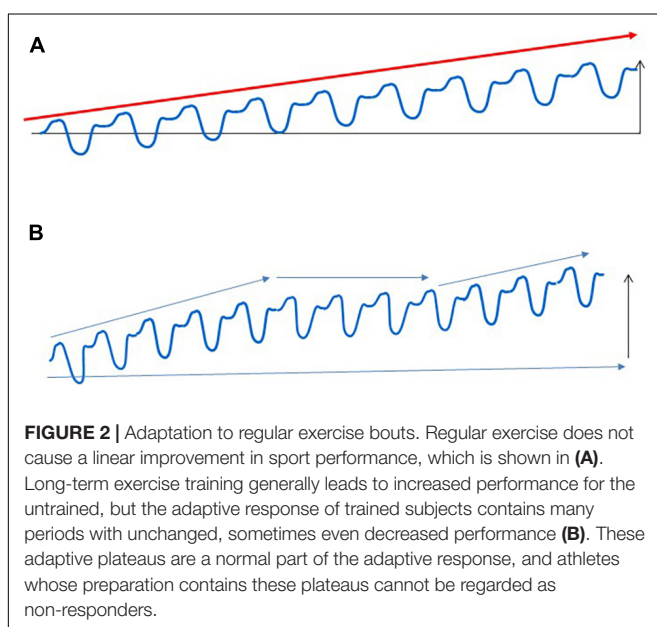 A
B
FIGURE 2 | Adaptation to regular exercise bouts. Regular exercise does not
cause a linear improvement in sport performance, which is shown in (A).
Long-term exercise training generally leads to increased performance for the
untrained, but the adaptive response of trained subjects contains many
periods with unchanged, sometimes even decreased performance (B). These
adaptive plateaus are a normal part of the adaptive response, and athletes
whose preparation contains these plateaus cannot be regarded as
non-responders.